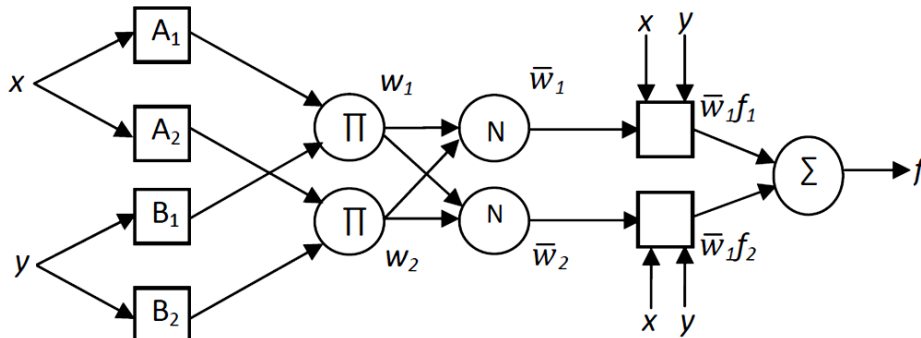 x y
A₁
w₁
w̅₁
w̅₁f₁
x
Π
N
A₂
Σ
f
B₁
Π
N
w̅₁f₂
y
w₂
w̅₂
B₂
x y